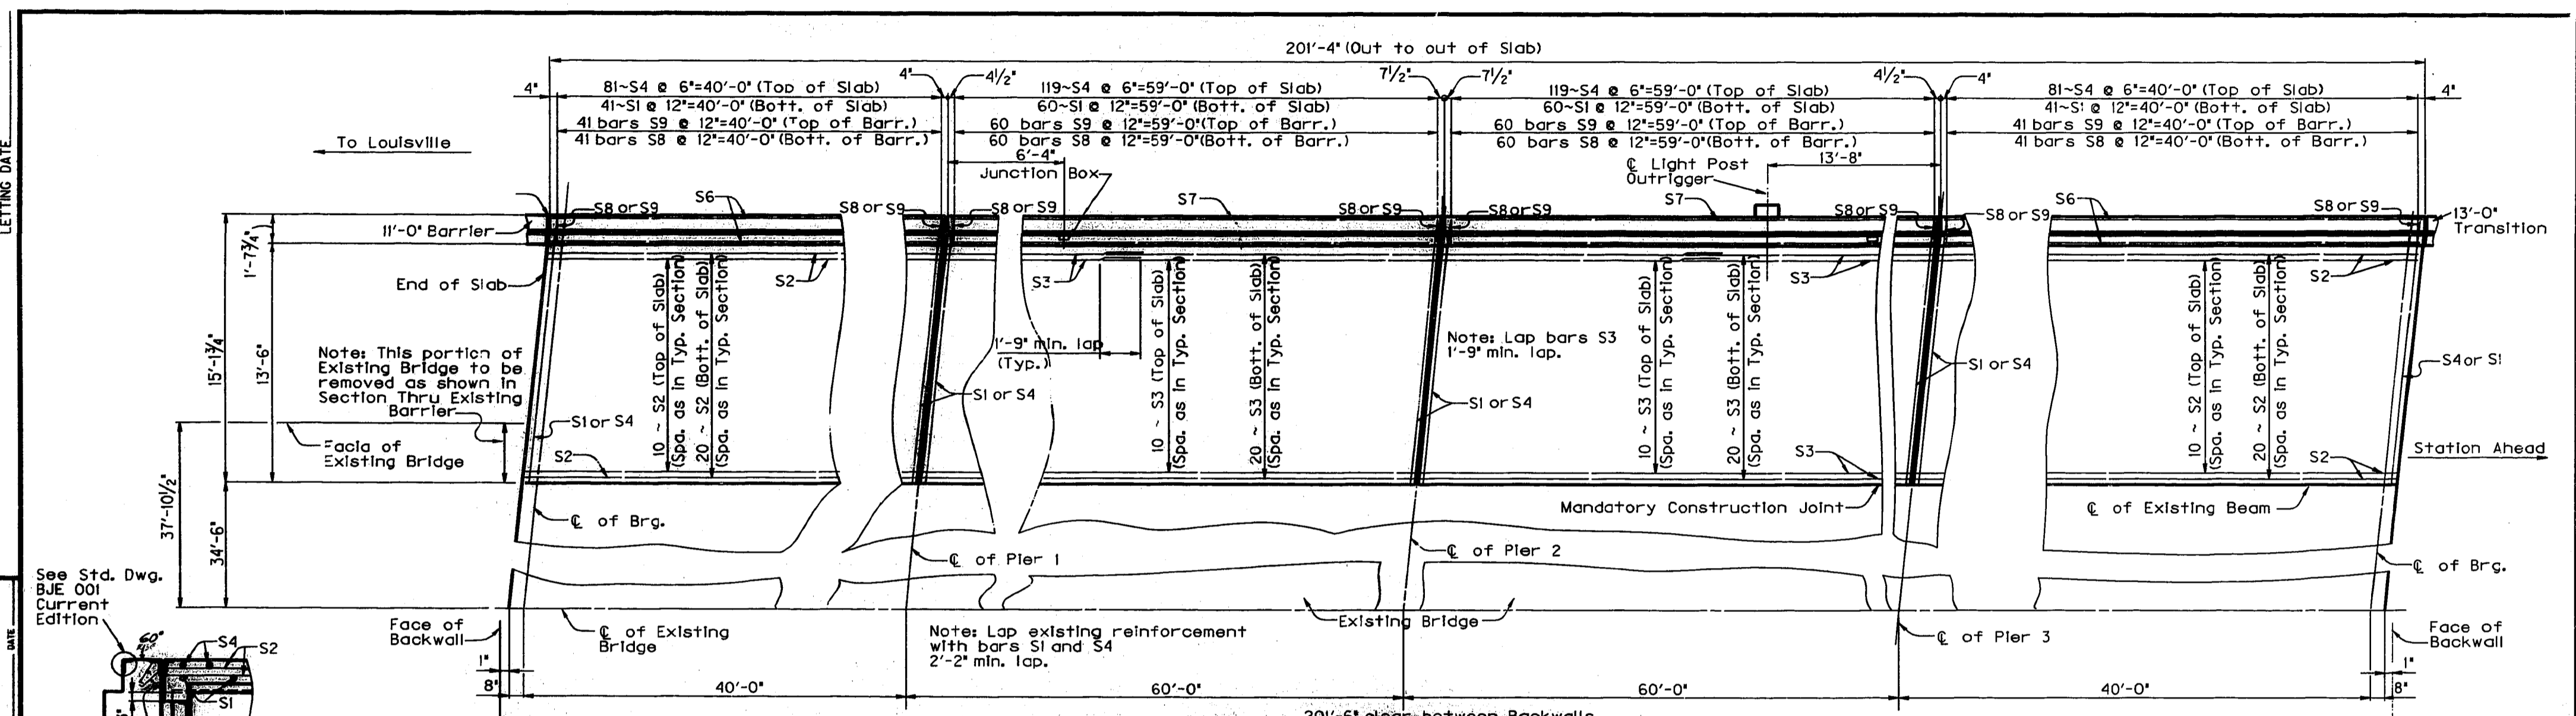 LETTING DATE
DATE
201'-4" (Out to out of Slab)
4"
81~S4 @ 6"=40'-0" (Top of Slab)
41~S1 @ 12"=40'-0" (Bott. of Slab)
41 bars S9 @ 12"=40'-0" (Top of Barr.)
41 bars S8 @ 12"=40'-0" (Bott. of Barr.)
4"
4 1/2"
119~S4 @ 6"=59'-0" (Top of Slab)
60~S1 @ 12"=59'-0" (Bott. of Slab)
60 bars S9 @ 12"=59'-0" (Top of Barr.)
60 bars S8 @ 12"=59'-0" (Bott. of Barr.)
7 1/2"
7 1/2"
119~S4 @ 6"=59'-0" (Top of Slab)
60~S1 @ 12"=59'-0" (Bott. of Slab)
60 bars S9 @ 12"=59'-0" (Top of Barr.)
60 bars S8 @ 12"=59'-0" (Bott. of Barr.)
4 1/2"
4"
81~S4 @ 6"=40'-0" (Top of Slab)
41~S1 @ 12"=40'-0" (Bott. of Slab)
41 bars S9 @ 12"=40'-0" (Top of Barr.)
41 bars S8 @ 12"=40'-0" (Bott. of Barr.)
4"
To Louisville
6'-4"
Junction Box
℄ Light Post
Outrigger
13'-8"
S8 or S9
S6
S8 or S9
S8 or S9
S7
S8 or S9
S8 or S9
S7
S8 or S9
S8 or S9
S6
S8 or S9
13'-0"
Transition
11'-0" Barrier
1'-7 3/4"
End of Slab
15'-1 3/4"
13'-6"
S2
S3
S3
S2
10 ~ S2 (Top of Slab)
(Spa. as in Typ. Section)
20 ~ S2 (Bott. of Slab)
(Spa. as in Typ. Section)
10 ~ S3 (Top of Slab)
(Spa. as in Typ. Section)
20 ~ S3 (Bott. of Slab)
(Spa. as in Typ. Section)
10 ~ S3 (Top of Slab)
(Spa. as in Typ. Section)
20 ~ S3 (Bott. of Slab)
(Spa. as in Typ. Section)
10 ~ S2 (Top of Slab)
(Spa. as in Typ. Section)
20 ~ S2 (Bott. of Slab)
(Spa. as in Typ. Section)
Note: This portion of
Existing Bridge to be
removed as shown in
Section Thru Existing
Barrier
1'-9" min. lap
(Typ.)
Note: Lap bars S3
1'-9" min. lap.
S1 or S4
S1 or S4
S1 or S4
S1 or S4
S4 or S1
Facia of
Existing Bridge
S2
S3
S2
Station Ahead
37'-10 1/2"
34'-6"
Mandatory Construction Joint
℄ of Existing Beam
℄ of Brg.
℄ of Pier 1
℄ of Pier 2
℄ of Brg.
See Std. Dwg.
BJE 001
Current
Edition
60°
S4
S2
S1
Face of
Backwall
℄ of Existing
Bridge
Note: Lap existing reinforcement
with bars S1 and S4
2'-2" min. lap.
Existing Bridge
℄ of Pier 3
Face of
Backwall
1"
8"
40'-0"
60'-0"
60'-0"
40'-0"
1"
8"
201'-6" clear between Backwalls